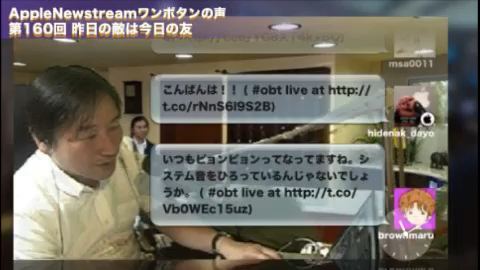 AppleNewstreamワンボタンの声
第160回 昨日の敵は今日の友
msa0011
こんばんは！！ ( #obt live at http://
t.co/rNnS6I9S2B)
hidenak_dayo
いつもピョンピョンってなってますね。シ
ステム音をひろっているんじゃないでしょ
うか。 ( #obt live at http://t.co/
Vb0WEc15uz)
brownmaru